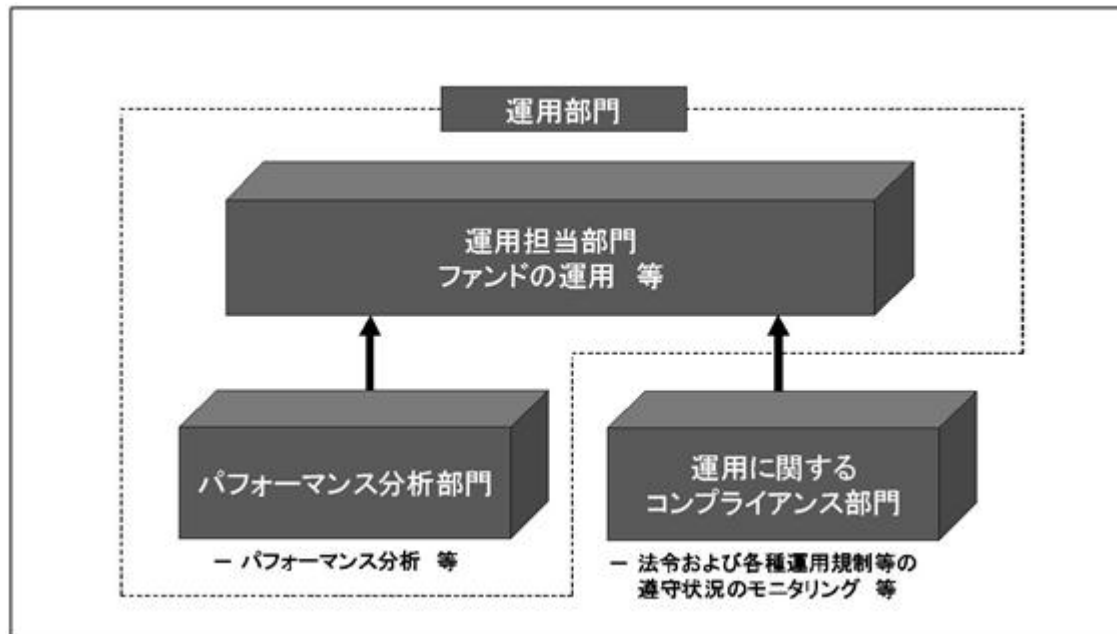 運用部門
運用担当部門
ファンドの運用　等
パフォーマンス分析部門
− パフォーマンス分析　等
運用に関する
コンプライアンス部門
− 法令および各種運用規制等の
遵守状況のモニタリング　等